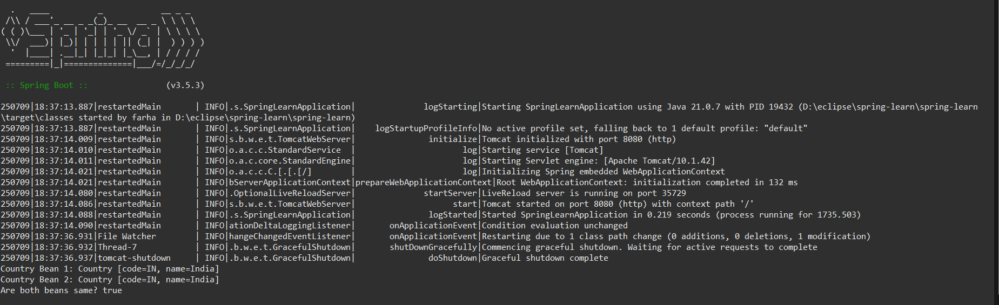 .   ____          _            __ _ _
 /\\ / ___'_ __ _ _(_)_ __  __ _ \ \ \ \
( ( )\___ | '_ | '_| | '_ \/ _` | \ \ \ \
 \\/  ___)| |_)| | | | | || (_| |  ) ) ) )
  '  |____| .__|_| |_|_| |_\__, | / / / /
 =========|_|==============|___/=/_/_/_/

 :: Spring Boot ::                (v3.5.3)

250709|18:37:13.887|restartedMain       | INFO|.s.SpringLearnApplication|              logStarting|Starting SpringLearnApplication using Java 21.0.7 with PID 19432 (D:\eclipse\spring-learn\spring-learn
\target\classes started by farha in D:\eclipse\spring-learn\spring-learn)
250709|18:37:13.887|restartedMain       | INFO|.s.SpringLearnApplication|    logStartupProfileInfo|No active profile set, falling back to 1 default profile: "default"
250709|18:37:14.009|restartedMain       | INFO|s.b.w.e.t.TomcatWebServer|               initialize|Tomcat initialized with port 8080 (http)
250709|18:37:14.010|restartedMain       | INFO|o.a.c.c.StandardService  |                      log|Starting service [Tomcat]
250709|18:37:14.011|restartedMain       | INFO|o.a.c.core.StandardEngine|                      log|Starting Servlet engine: [Apache Tomcat/10.1.42]
250709|18:37:14.021|restartedMain       | INFO|o.a.c.c.C.[.[.[/]        |                      log|Initializing Spring embedded WebApplicationContext
250709|18:37:14.021|restartedMain       | INFO|bServerApplicationContext|prepareWebApplicationContext|Root WebApplicationContext: initialization completed in 132 ms
250709|18:37:14.080|restartedMain       | INFO|.OptionalLiveReloadServer|              startServer|LiveReload server is running on port 35729
250709|18:37:14.086|restartedMain       | INFO|s.b.w.e.t.TomcatWebServer|                    start|Tomcat started on port 8080 (http) with context path '/'
250709|18:37:14.088|restartedMain       | INFO|.s.SpringLearnApplication|               logStarted|Started SpringLearnApplication in 0.219 seconds (process running for 1735.503)
250709|18:37:14.090|restartedMain       | INFO|ationDeltaLoggingListener|       onApplicationEvent|Condition evaluation unchanged
250709|18:37:36.931|File Watcher        | INFO|hangeChangedEventListener|       onApplicationEvent|Restarting due to 1 class path change (0 additions, 0 deletions, 1 modification)
250709|18:37:36.932|Thread-7            | INFO|.b.w.e.t.GracefulShutdown|       shutDownGracefully|Commencing graceful shutdown. Waiting for active requests to complete
250709|18:37:36.937|tomcat-shutdown     | INFO|.b.w.e.t.GracefulShutdown|               doShutdown|Graceful shutdown complete
Country Bean 1: Country [code=IN, name=India]
Country Bean 2: Country [code=IN, name=India]
Are both beans same? true